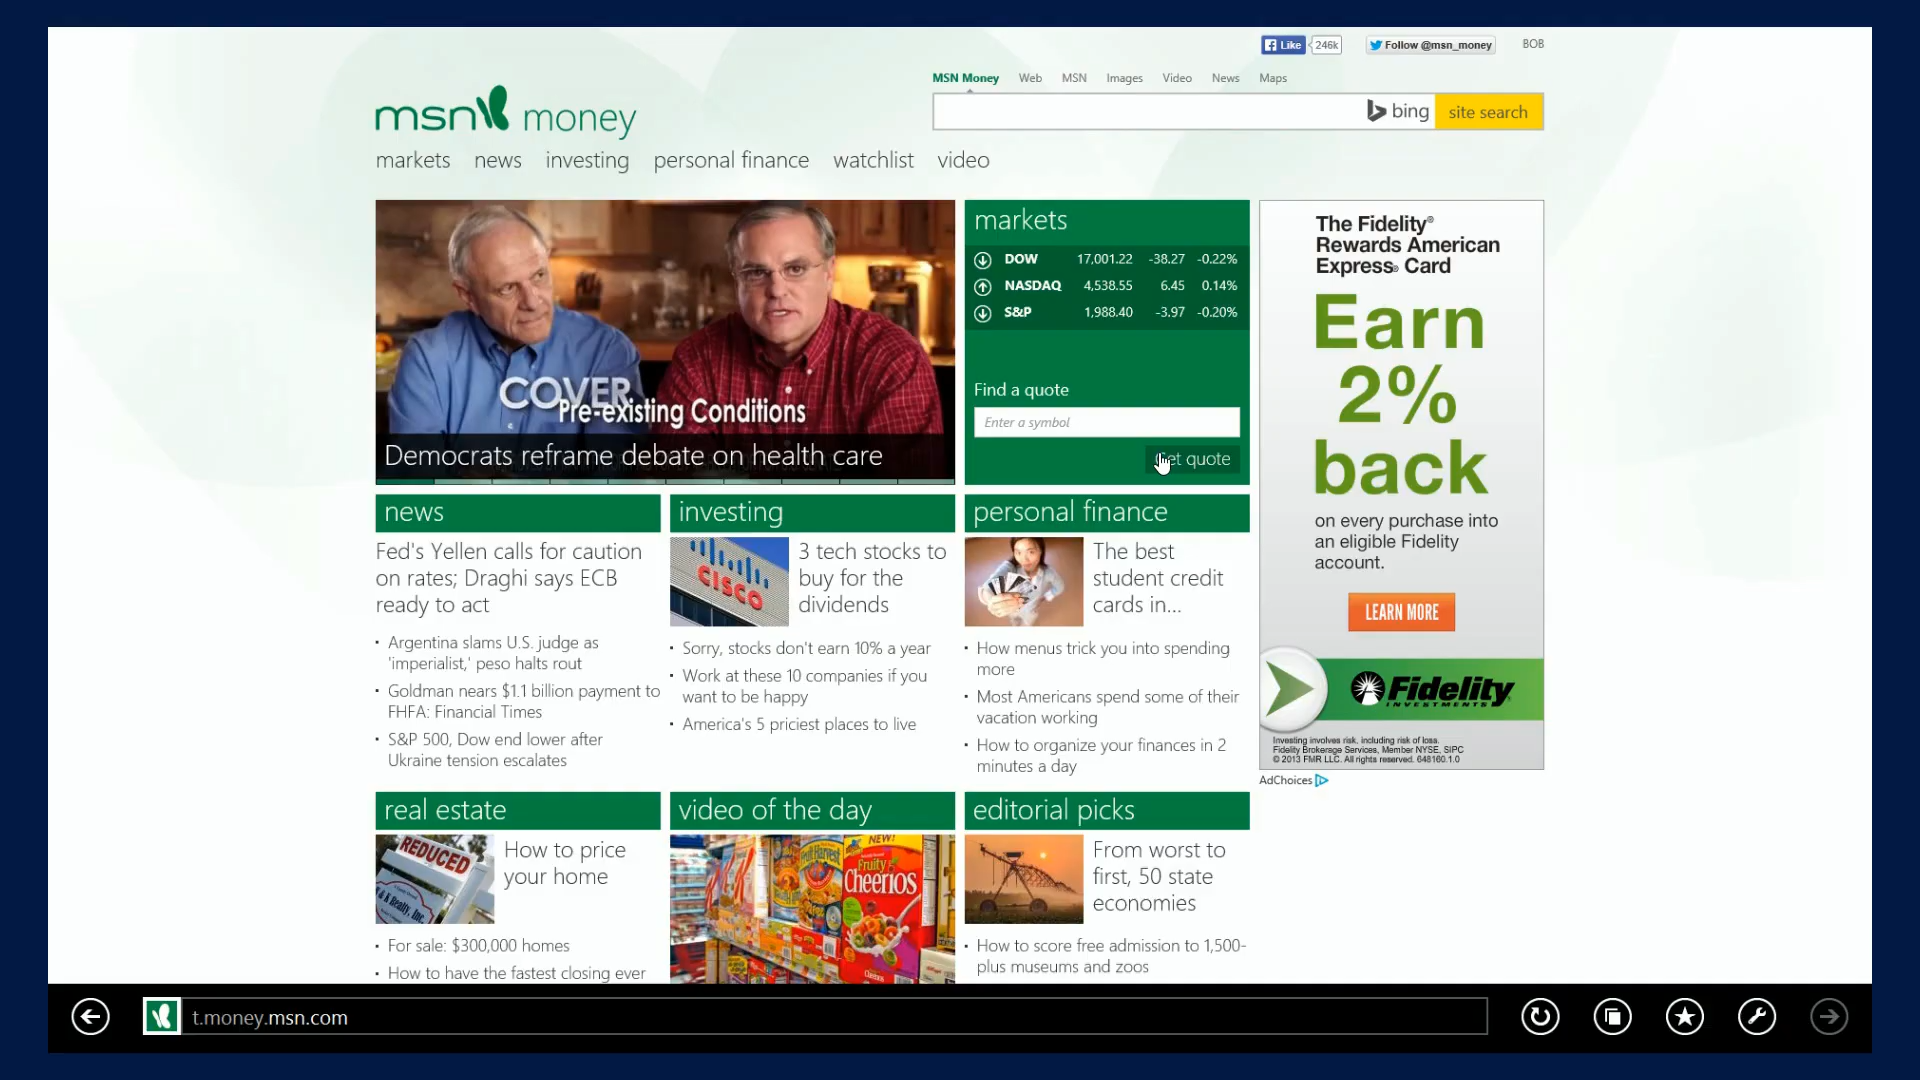 Like 246k Follow @msn_money BOB
MSN Money Web MSN Images Video News Maps
msn money
bing site search
markets news investing personal finance watchlist video
COVER
Pre-existing Conditions
Democrats reframe debate on health care
markets
DOW 17,001.22 -38.27 -0.22%
NASDAQ 4,538.55 6.45 0.14%
S&P 1,988.40 -3.97 -0.20%
Find a quote
Enter a symbol
Get quote
The Fidelity®
Rewards American
Express® Card
Earn
2%
back
on every purchase into
an eligible Fidelity
account.
LEARN MORE
Fidelity
INVESTMENTS
Investing involves risk, including risk of loss.
Fidelity Brokerage Services, Member NYSE, SIPC
© 2013 FMR LLC. All rights reserved. 648160.1.0
AdChoices
news
Fed's Yellen calls for caution
on rates; Draghi says ECB
ready to act
· Argentina slams U.S. judge as
'imperialist,' peso halts rout
· Goldman nears $1.1 billion payment to
FHFA: Financial Times
· S&P 500, Dow end lower after
Ukraine tension escalates
investing
CISCO
3 tech stocks to
buy for the
dividends
· Sorry, stocks don't earn 10% a year
· Work at these 10 companies if you
want to be happy
· America's 5 priciest places to live
personal finance
The best
student credit
cards in...
· How menus trick you into spending
more
· Most Americans spend some of their
vacation working
· How to organize your finances in 2
minutes a day
real estate
REDUCED
Realty, Inc.
How to price
your home
· For sale: $300,000 homes
· How to have the fastest closing ever
video of the day
NEW!
Fruity
Cheerios
editorial picks
From worst to
first, 50 state
economies
· How to score free admission to 1,500-
plus museums and zoos
t.money.msn.com